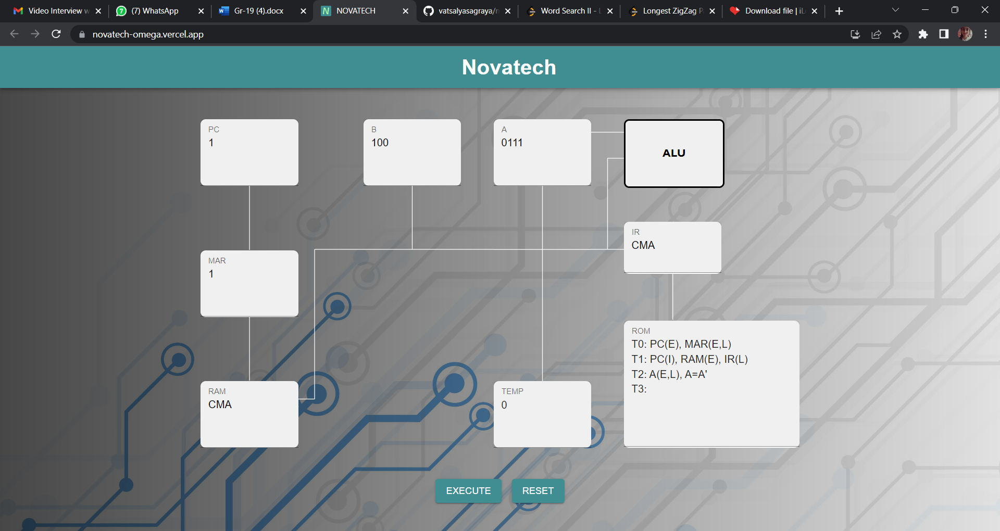 Video Interview w
(7) WhatsApp
Gr-19 (4).docx
NOVATECH
vatsalyasagraya/n
Word Search II - L
Longest ZigZag P
Download file | iL
novatech-omega.vercel.app
Novatech
PC
1
B
100
A
0111
ALU
IR
CMA
MAR
1
RAM
CMA
TEMP
0
ROM
T0: PC(E), MAR(E,L)
T1: PC(I), RAM(E), IR(L)
T2: A(E,L), A=A'
T3:
EXECUTE
RESET